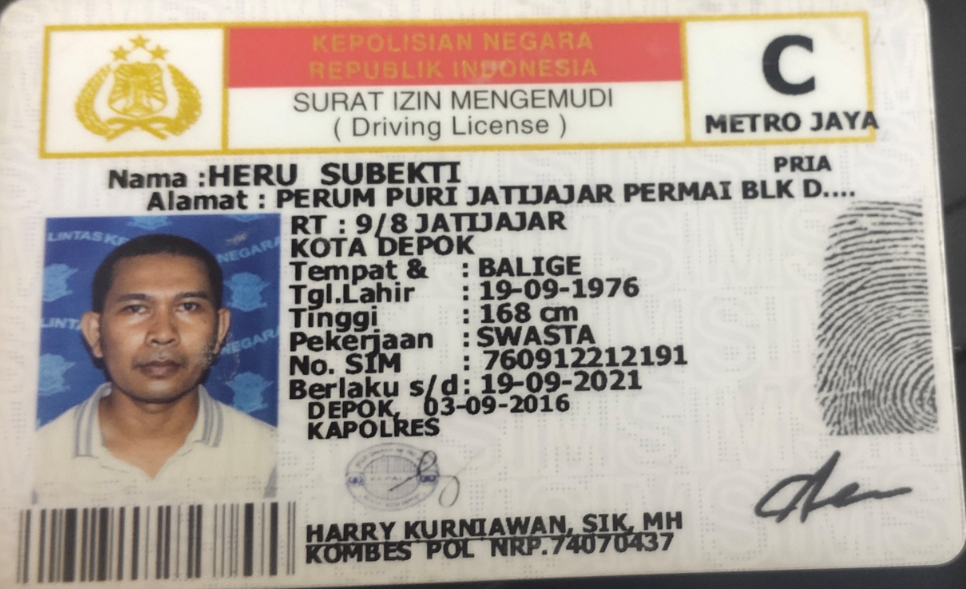 KEPOLISIAN NEGARA
REPUBLIK INDONESIA
SURAT IZIN MENGEMUDI
( Driving License )
C
METRO JAYA
PRIA
Nama :HERU SUBEKTI
Alamat : PERUM PURI JATIJAJAR PERMAI BLK D....
RT : 9/8 JATIJAJAR
KOTA DEPOK
Tempat & : BALIGE
Tgl.Lahir : 19-09-1976
Tinggi : 168 cm
Pekerjaan : SWASTA
No. SIM : 760912212191
Berlaku s/d : 19-09-2021
DEPOK, 03-09-2016
KAPOLRES
HARRY KURNIAWAN, SIK, MH
KOMBES POL NRP.74070437